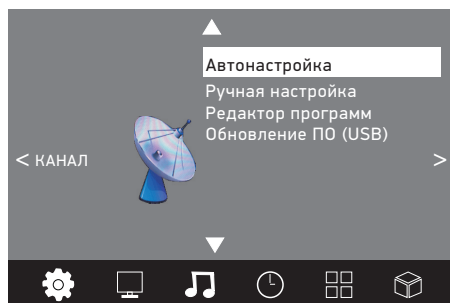 Автонастройка
Ручная настройка
Редактор программ
Обновление ПО (USB)
< КАНАЛ >